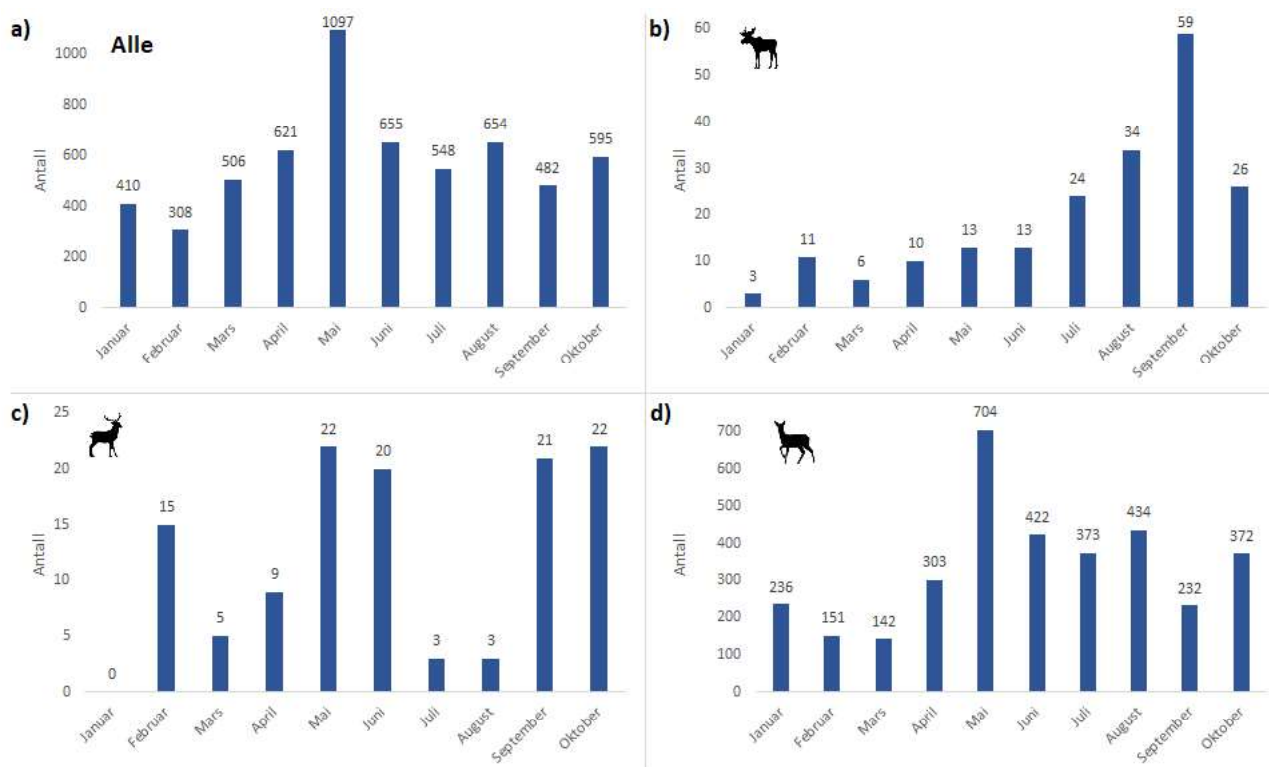 a)
Alle
Antall
1000
800
600
400
200
0
410
308
506
621
1097
655
548
654
482
595
Januar
Februar
Mars
April
Mai
Juni
Juli
August
September
Oktober
b)
Antall
60
50
40
30
20
10
0
3
11
6
10
13
13
24
34
59
26
Januar
Februar
Mars
April
Mai
Juni
Juli
August
September
Oktober
c)
Antall
25
20
15
10
5
0
0
15
5
9
22
20
3
3
21
22
Januar
Februar
Mars
April
Mai
Juni
Juli
August
September
Oktober
d)
Antall
700
600
500
400
300
200
100
0
236
151
142
303
704
422
373
434
232
372
Januar
Februar
Mars
April
Mai
Juni
Juli
August
September
Oktober